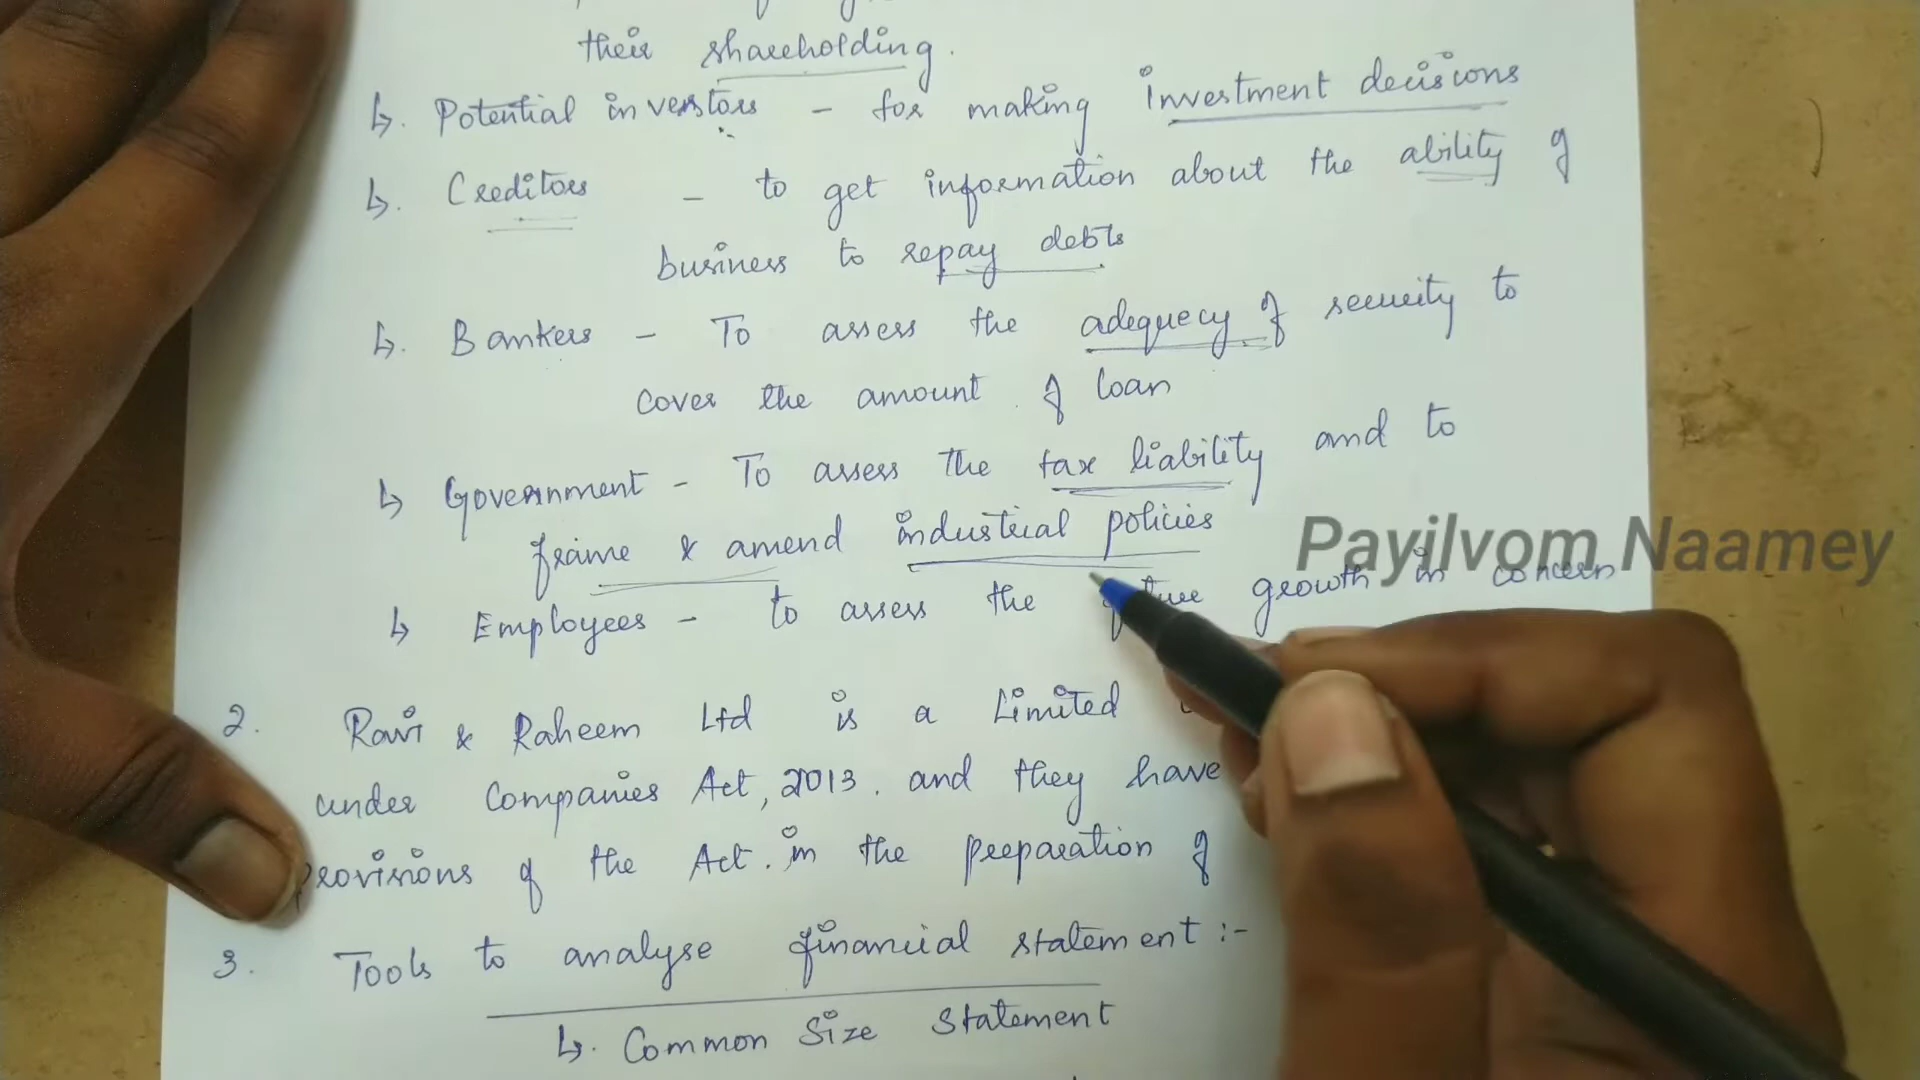 their shareholding.
↳. Potential inverstors - for making investment decisions
↳. Creditors - to get information about the ability of
business to repay debts
↳. Bankers - To assess the adequecy of security to
cover the amount of loan
↳ Government - To assess the tax liability and to
frame & amend industrial policies
Payilvom Naamey
↳ Employees - to assess the future growth in concern
2. Ravi & Raheem Ltd is a Limited
under Companies Act, 2013. and they have
provisions of the Act. in the preparation of
3. Tools to analyse financial statement :-
↳. Common Size Statement